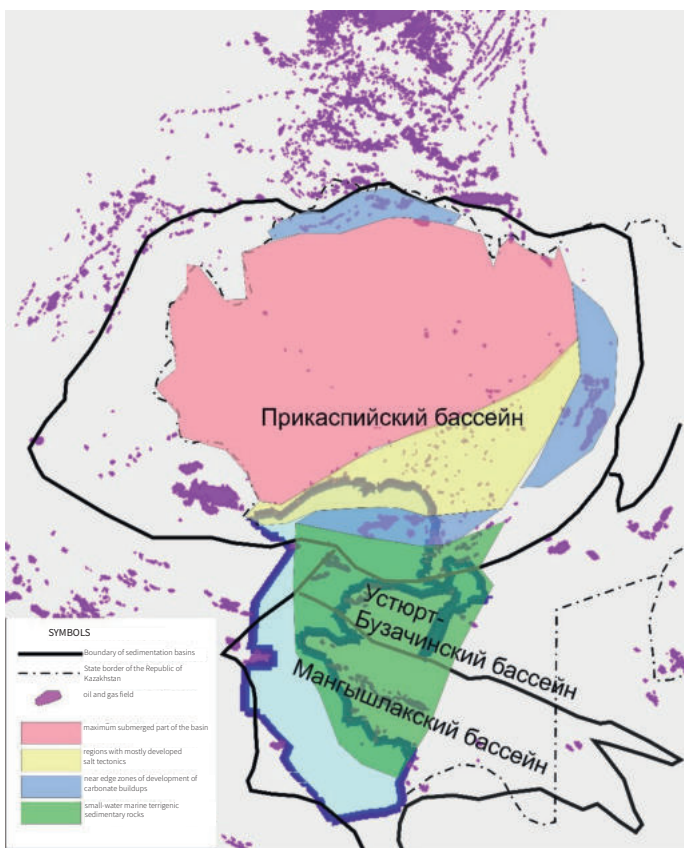 Прикаспийский бассейн
Устюрт-
Бузачинский бассейн
Мангышлакский бассейн
SYMBOLS
Boundary of sedimentation basins
State border of the Republic of
Kazakhstan
oil and gas field
maximum submerged part of the basin
regions with mostly developed
salt tectonics
near edge zones of development of
carbonate buildups
small-water marine terrigenic
sedimentary rocks